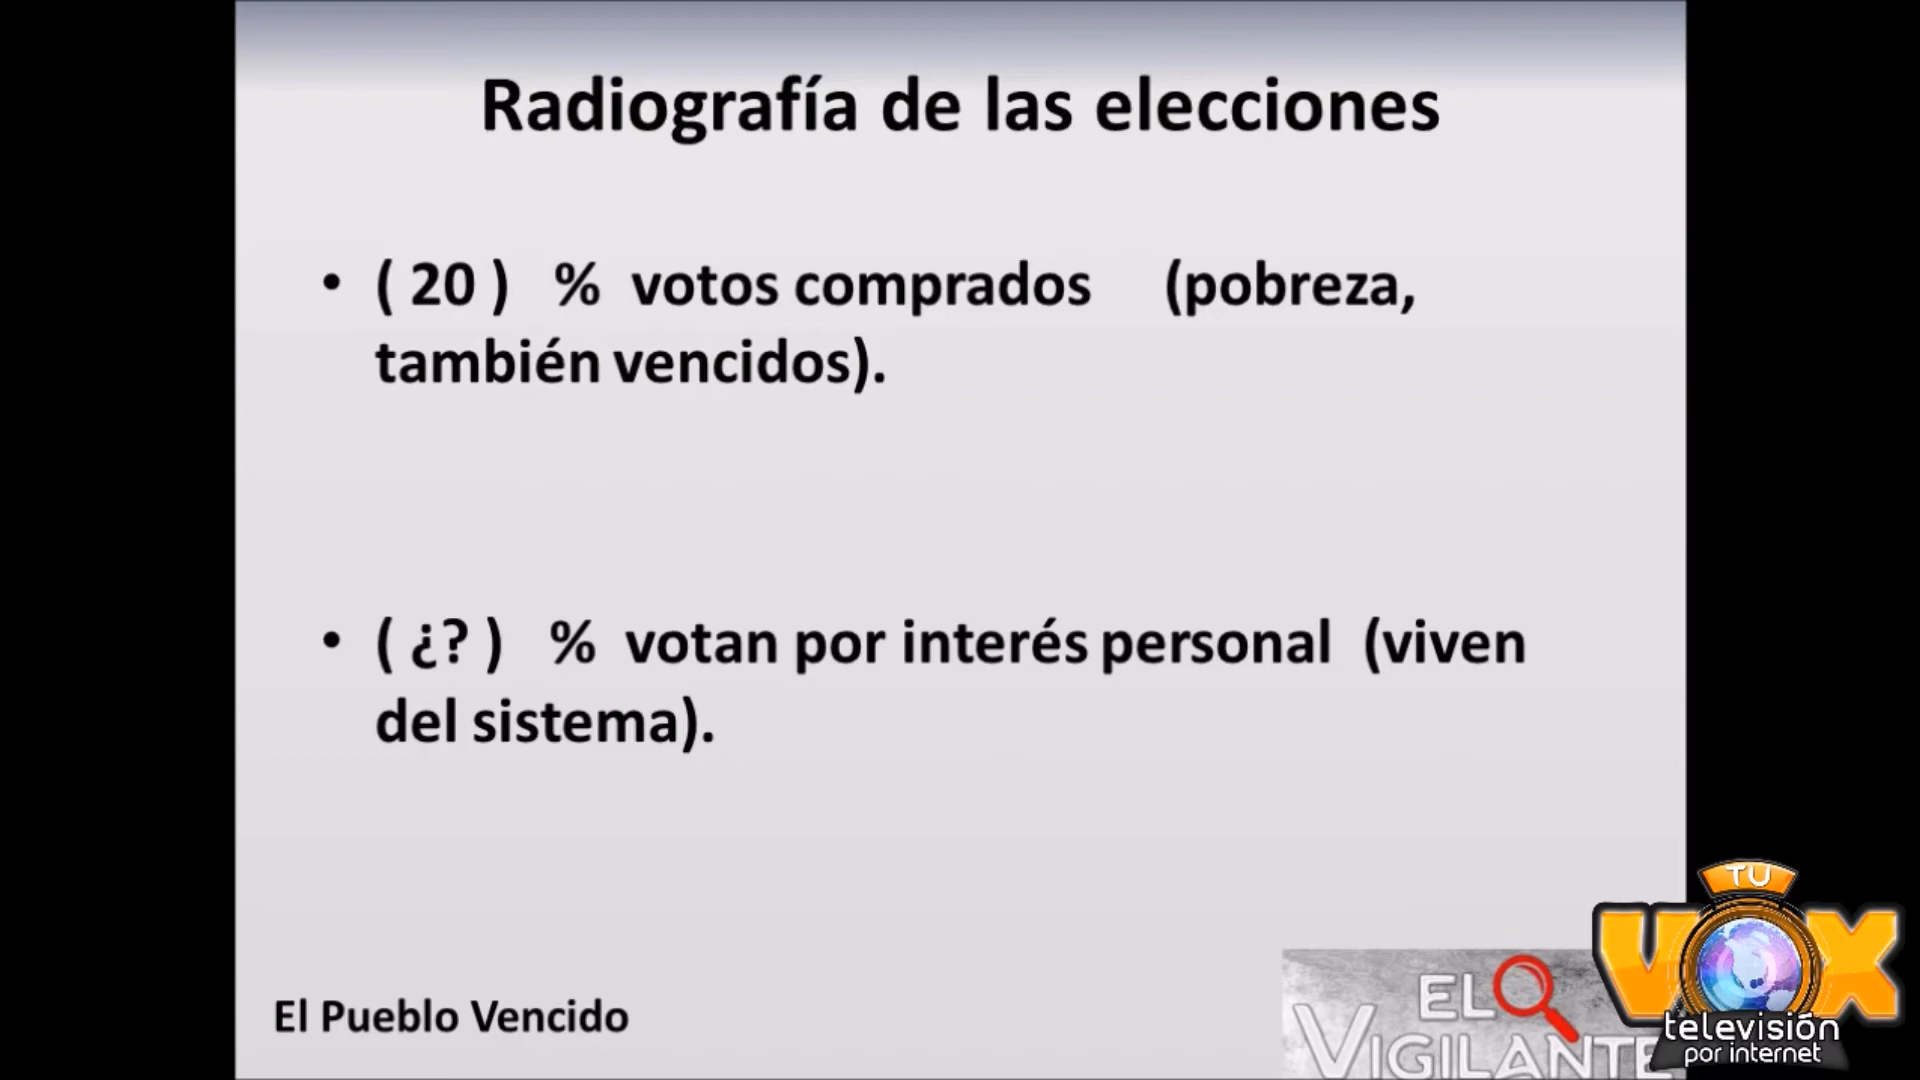 Radiografía de las elecciones
• ( 20 ) % votos comprados (pobreza,
también vencidos).
• ( ¿? ) % votan por interés personal (viven
del sistema).
El Pueblo Vencido
EL
VIGILANTE
TU
VOX
televisión
por internet